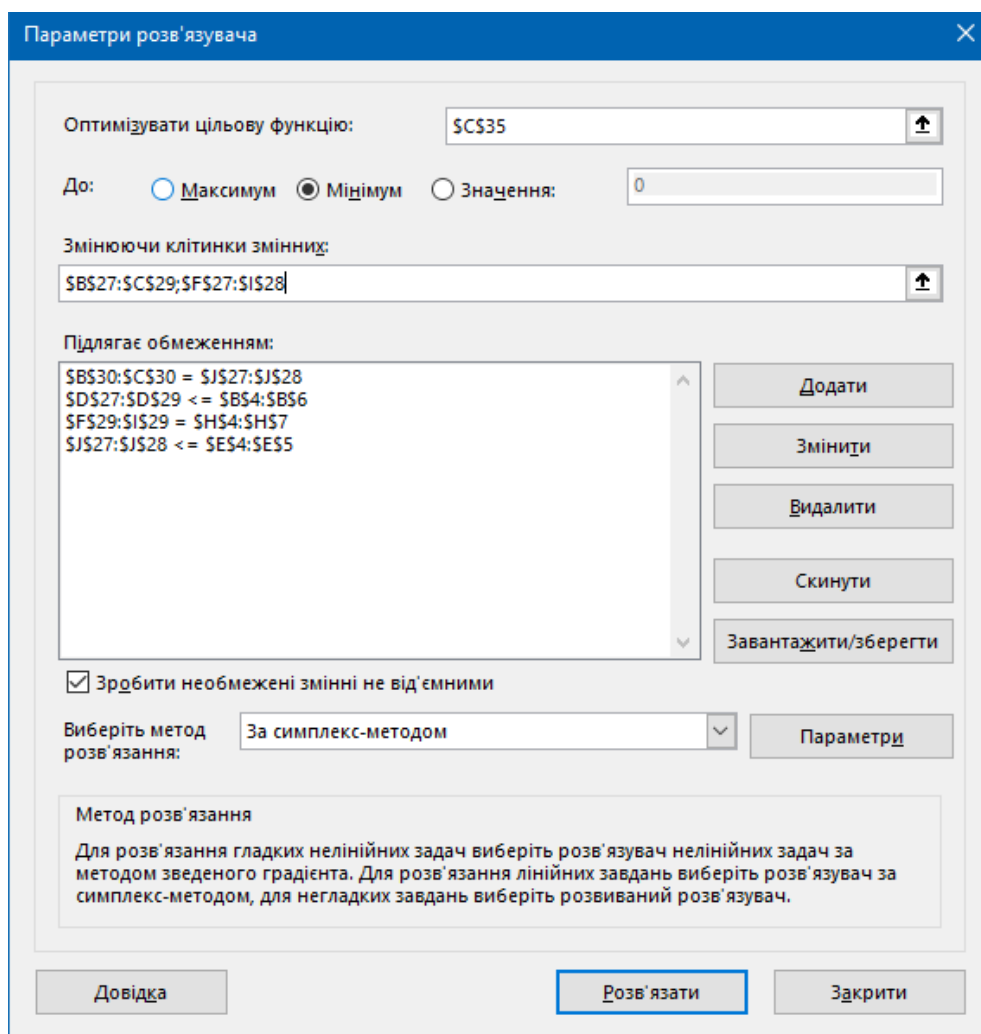 Параметри розв'язувача
Оптимізувати цільову функцію:
$C$35
До:
Максимум
Мінімум
Значення:
0
Змінюючи клітинки змінних:
$B$27:$C$29;$F$27:$I$28
Підлягає обмеженням:
$B$30:$C$30 = $J$27:$J$28
$D$27:$D$29 <= $B$4:$B$6
$F$29:$I$29 = $H$4:$H$7
$J$27:$J$28 <= $E$4:$E$5
Додати
Змінити
Видалити
Скинути
Завантажити/зберегти
Зробити необмежені змінні не від'ємними
Виберіть метод
розв'язання:
За симплекс-методом
Параметри
Метод розв'язання
Для розв'язання гладких нелінійних задач виберіть розв'язувач нелінійних задач за
методом зведеного градієнта. Для розв'язання лінійних завдань виберіть розв'язувач за
симплекс-методом, для негладких завдань виберіть розвиваний розв'язувач.
Довідка
Розв'язати
Закрити